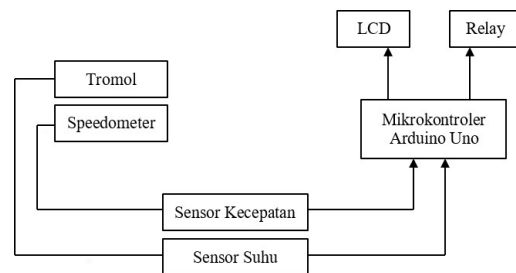 LCD
Relay
Tromol
Speedometer
Mikrokontroler
Arduino Uno
Sensor Kecepatan
Sensor Suhu